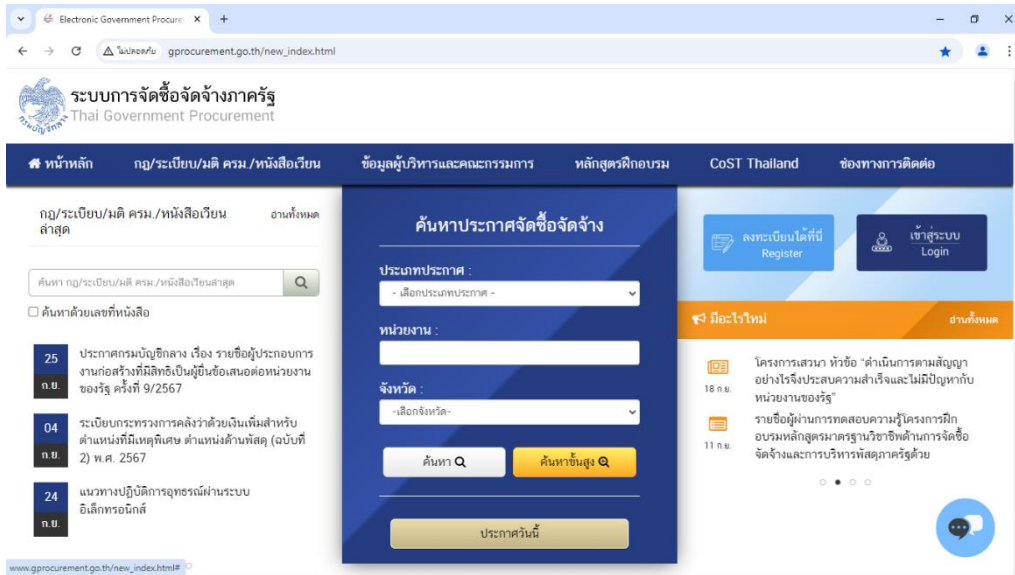 Electronic Government Procure
ไม่ปลอดภัย gprocurement.go.th/new_index.html
ระบบการจัดซื้อจัดจ้างภาครัฐ
Thai Government Procurement
หน้าหลัก กฎ/ระเบียบ/มติ ครม./หนังสือเวียน ข้อมูลผู้บริหารและคณะกรรมการ หลักสูตรฝึกอบรม CoST Thailand ช่องทางการติดต่อ
กฎ/ระเบียบ/มติ ครม./หนังสือเวียน
ล่าสุด
อ่านทั้งหมด
ค้นหา กฎ/ระเบียบ/มติ ครม./หนังสือเวียนล่าสุด
ค้นหาด้วยเลขที่หนังสือ
25 ก.ย.
ประกาศกรมบัญชีกลาง เรื่อง รายชื่อผู้ประกอบการ
งานก่อสร้างที่มีสิทธิเป็นผู้ยื่นข้อเสนอต่อหน่วยงาน
ของรัฐ ครั้งที่ 9/2567
04 ก.ย.
ระเบียบกระทรวงการคลังว่าด้วยเงินเพิ่มสำหรับ
ตำแหน่งที่มีเหตุพิเศษ ตำแหน่งด้านพัสดุ (ฉบับที่
2) พ.ศ. 2567
24 ก.ย.
แนวทางปฏิบัติการอุทธรณ์ผ่านระบบ
อิเล็กทรอนิกส์
ค้นหาประกาศจัดซื้อจัดจ้าง
ประเภทประกาศ :
- เลือกประเภทประกาศ -
หน่วยงาน :
จังหวัด :
-เลือกจังหวัด-
ค้นหา ค้นหาขั้นสูง
ประกาศวันนี้
ลงทะเบียนได้ที่นี่
Register
เข้าสู่ระบบ
Login
มีอะไรใหม่ อ่านทั้งหมด
18 ก.ย.
โครงการเสวนา หัวข้อ "ดำเนินการตามสัญญา
อย่างไรจึงประสบความสำเร็จและไม่มีปัญหากับ
หน่วยงานของรัฐ"
11 ก.ย.
รายชื่อผู้ผ่านการทดสอบความรู้โครงการฝึก
อบรมหลักสูตรมาตรฐานวิชาชีพด้านการจัดซื้อ
จัดจ้างและการบริหารพัสดุภาครัฐด้วย
www.gprocurement.go.th/new_index.html#